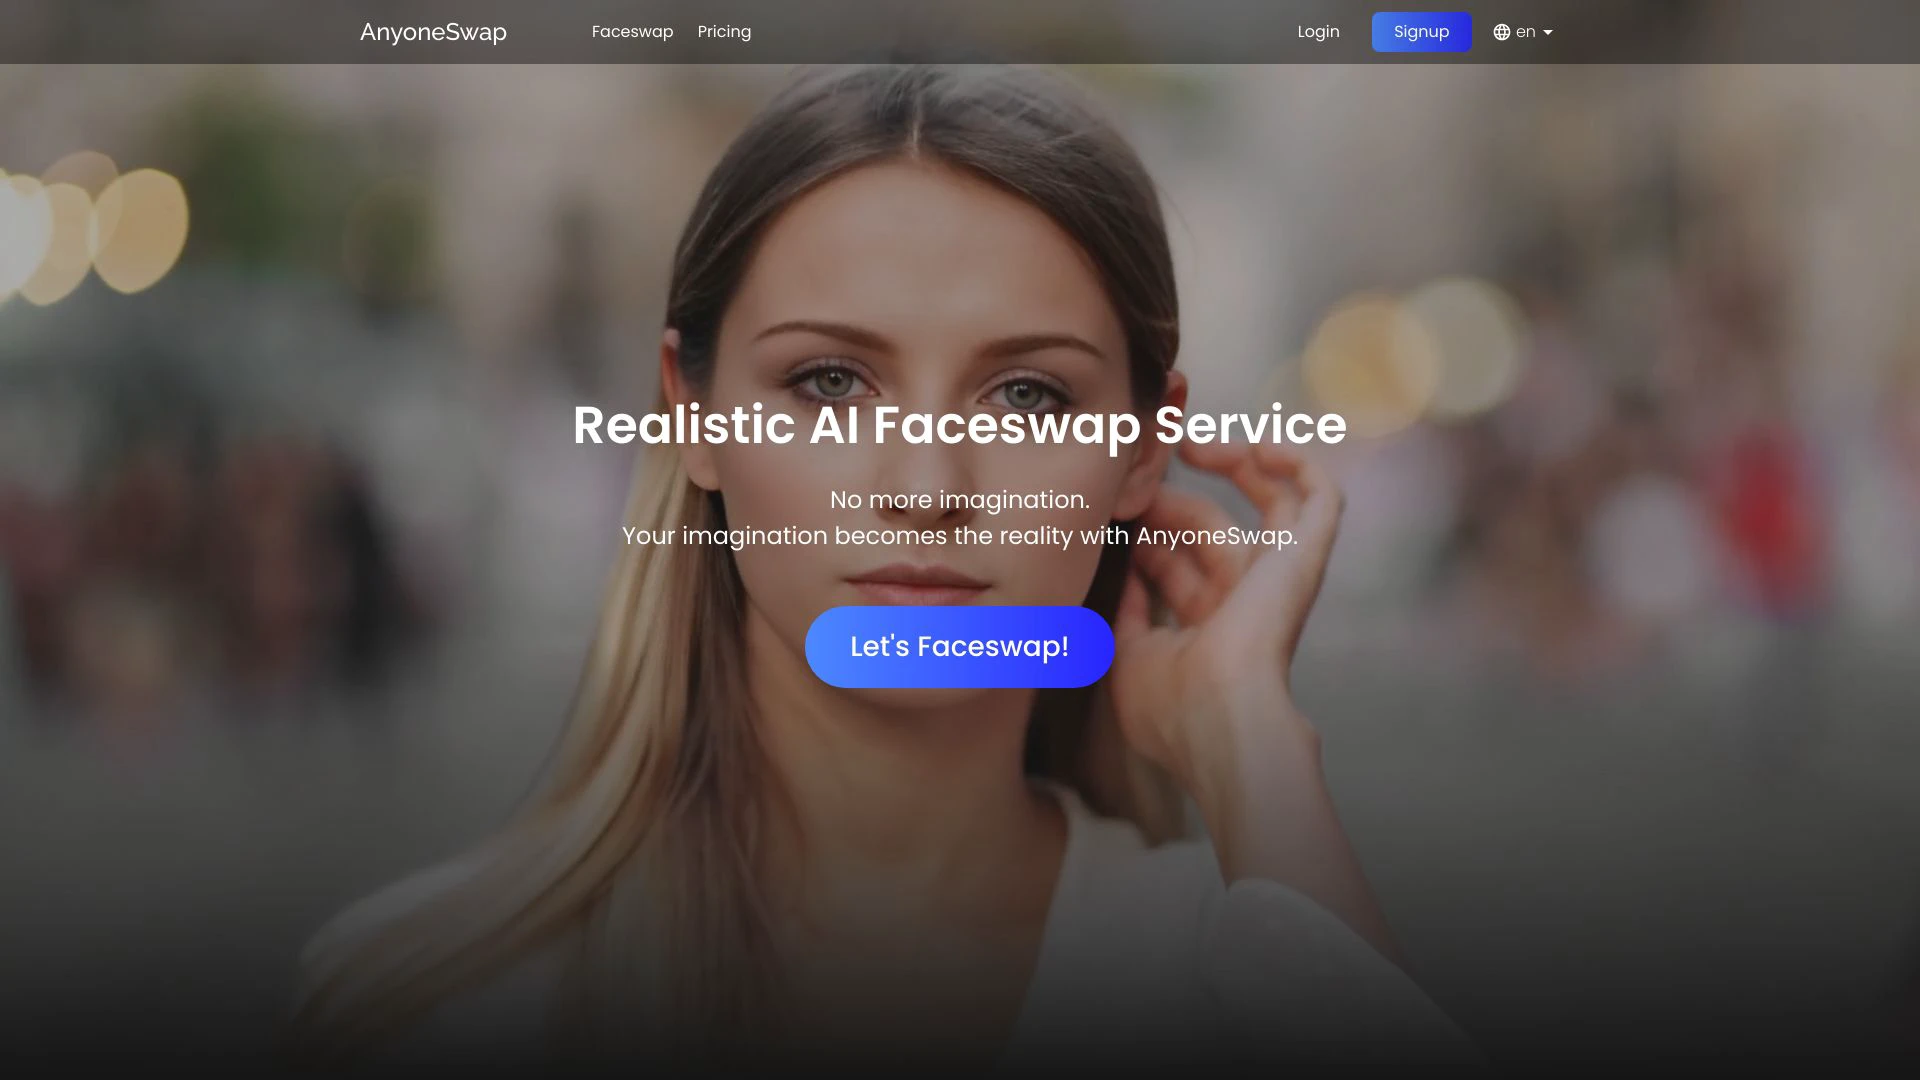 AnyoneSwap Faceswap Pricing Login Signup en
Realistic AI Faceswap Service
No more imagination.
Your imagination becomes the reality with AnyoneSwap.
Let's Faceswap!